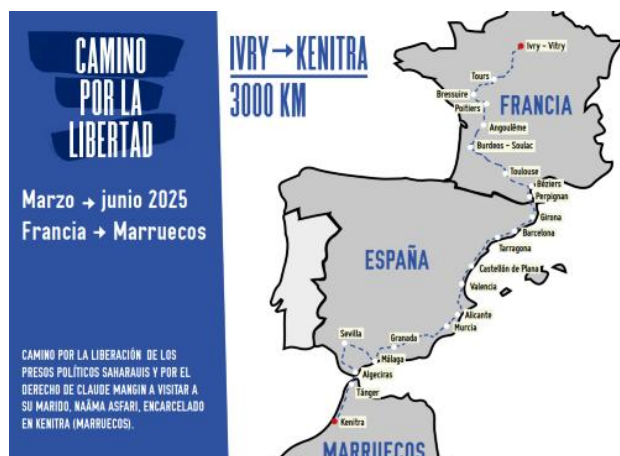 CAMINO
POR LA
LIBERTAD
Marzo → junio 2025
Francia → Marruecos
CAMINO POR LA LIBERACIÓN DE LOS
PRESOS POLÍTICOS SAHARAUIS Y POR EL
DERECHO DE CLAUDE MANGIN A VISITAR A
SU MARIDO, NAÂMA ASFARI, ENCARCELADO
EN KENITRA (MARRUECOS).
IVRY → KENITRA
3000 KM
Ivry - Vitry
Tours
Bressuire
Poitiers
FRANCIA
Angoulême
Burdeos - Soulac
Toulouse
Béziers
Perpignan
Girona
Barcelona
Tarragona
ESPAÑA
Castellón de Plana
Valencia
Alicante
Murcia
Sevilla
Granada
Málaga
Algeciras
Tánger
Kenitra
MARRUECOS